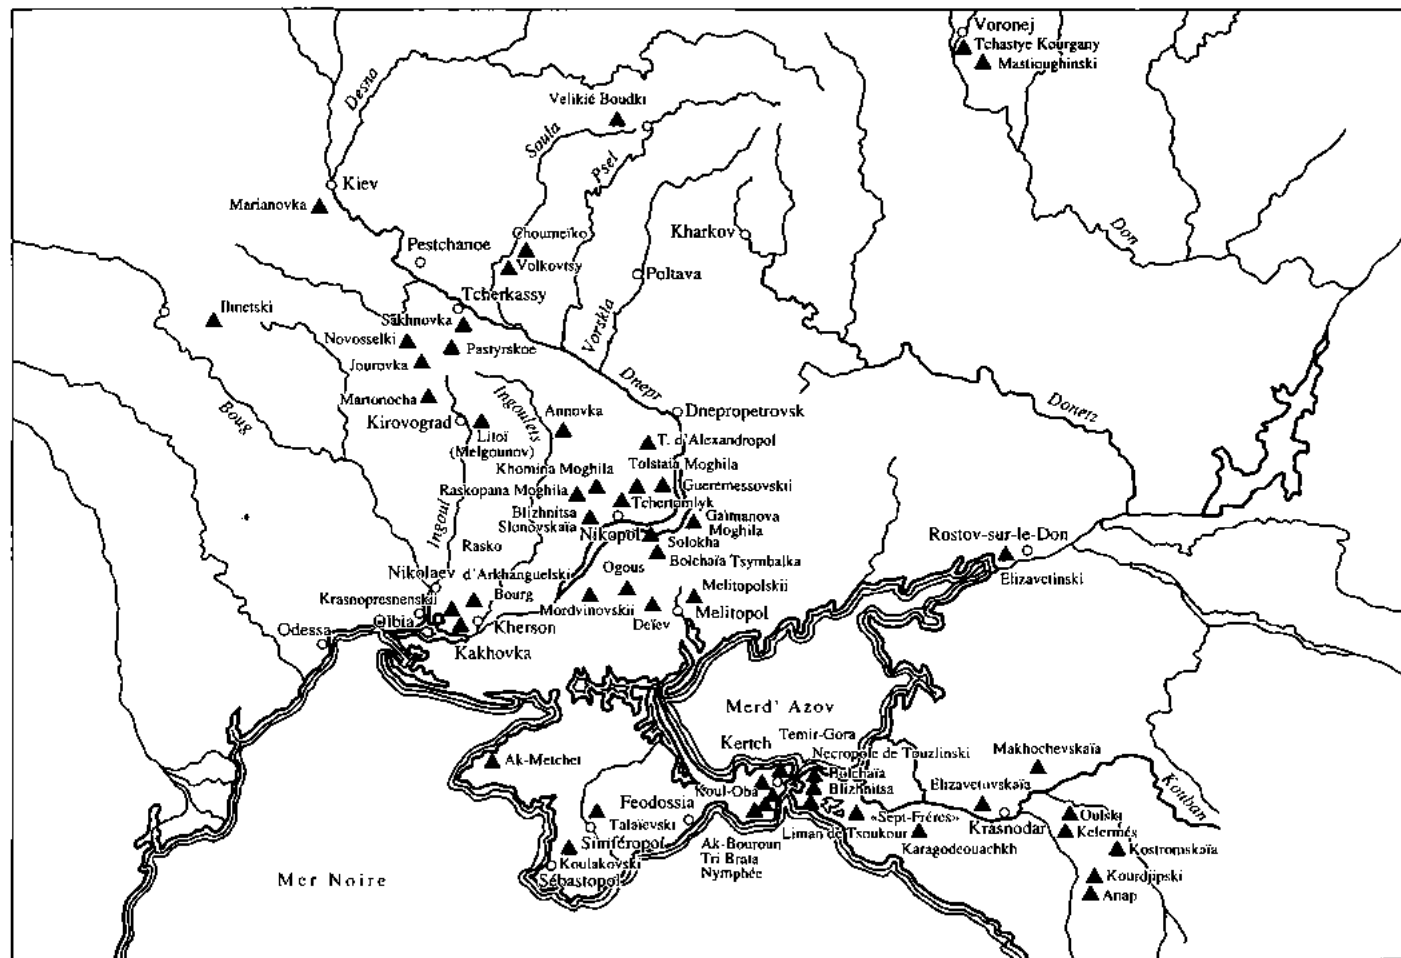 Voronej
Tchastye Kourgany
Mastioughinski
Desna
Velikié Boudki
Soula
Psel
Kiev
Marianovka
Don
Choumeïko
Kharkov
Pestchanoe
Volkovtsy
Poltava
Tcherkassy
Ilinetski
Sakhnovka
Vorskla
Novosselki
Pastyrskoe
Jourovka
Dnepr
Martonocha
Ingoulets
Donetz
Boug
Kirovograd
Annovka
Dnepropetrovsk
Litoï
(Melgounov)
T. d'Alexandropol
Khomina Moghila
Tolstaïa Moghila
Raskopana Moghila
Gueremessovskii
Tchertomlyk
Blizhnitsa
Slonovskaïa
Gaïmanova
Moghila
Ingoul
Nikopol
Solokha
Rostov-sur-le-Don
Rasko
Bolchaïa Tsymbalka
Elizavetinski
Nikolaev
d'Arkhanguelski
Bourg
Ogous
Melitopolskii
Krasnopresnenskii
Mordvinovskii
Melitopol
Olbia
Kherson
Deïev
Odessa
Kakhovka
Mer d' Azov
Temir-Gora
Kertch
Necropole de Touzlinski
Makhochevskaïa
Ak-Metchet
Bolchaïa
Blizhnitsa
Koul-Oba
Elizavetovskaïa
Kouban
Feodossia
«Sept-Fréres»
Krasnodar
Oulski
Talaïevski
Liman de Tsoukour
Kelermès
Simféropol
Ak-Bouroun
Karagodeouachkh
Kostromskaïa
Koulakovski
Tri Brata
Sébastopol
Nymphée
Kourdjipski
Mer Noire
Anap